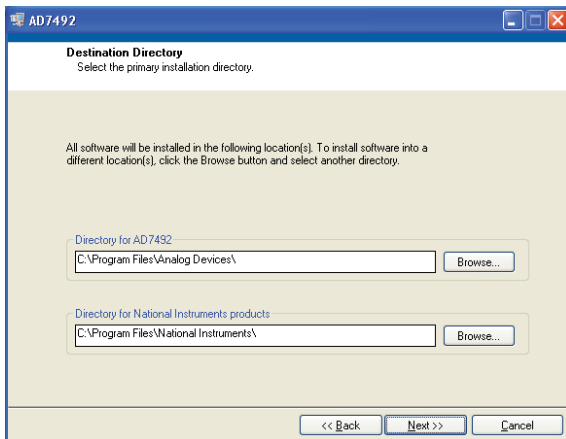 AD7492
Destination Directory
Select the primary installation directory.
All software will be installed in the following location(s). To install software into a
different location(s), click the Browse button and select another directory.
Directory for AD7492
C:\Program Files\Analog Devices\
Browse...
Directory for National Instruments products
C:\Program Files\National Instruments\
Browse...
<< Back
Next >>
Cancel